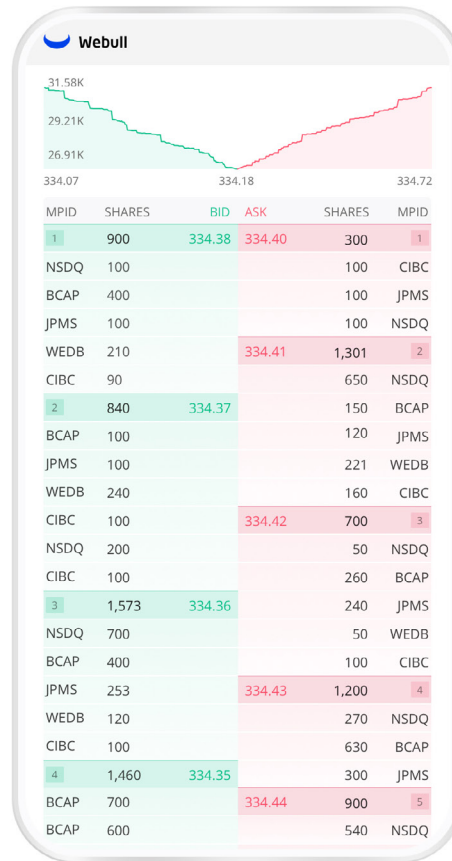 Webull
31.58K
29.21K
26.91K
334.07 334.18 334.72
MPID SHARES BID ASK SHARES MPID
1 900 334.38 334.40 300 1
NSDQ 100 100 CIBC
BCAP 400 100 JPMS
JPMS 100 100 NSDQ
WEDB 210 334.41 1,301 2
CIBC 90 650 NSDQ
2 840 334.37 150 BCAP
BCAP 100 120 JPMS
JPMS 100 221 WEDB
WEDB 240 160 CIBC
CIBC 100 334.42 700 3
NSDQ 200 50 NSDQ
CIBC 100 260 BCAP
3 1,573 334.36 240 JPMS
NSDQ 700 50 WEDB
BCAP 400 100 CIBC
JPMS 253 334.43 1,200 4
WEDB 120 270 NSDQ
CIBC 100 630 BCAP
4 1,460 334.35 300 JPMS
BCAP 700 334.44 900 5
BCAP 600 540 NSDQ